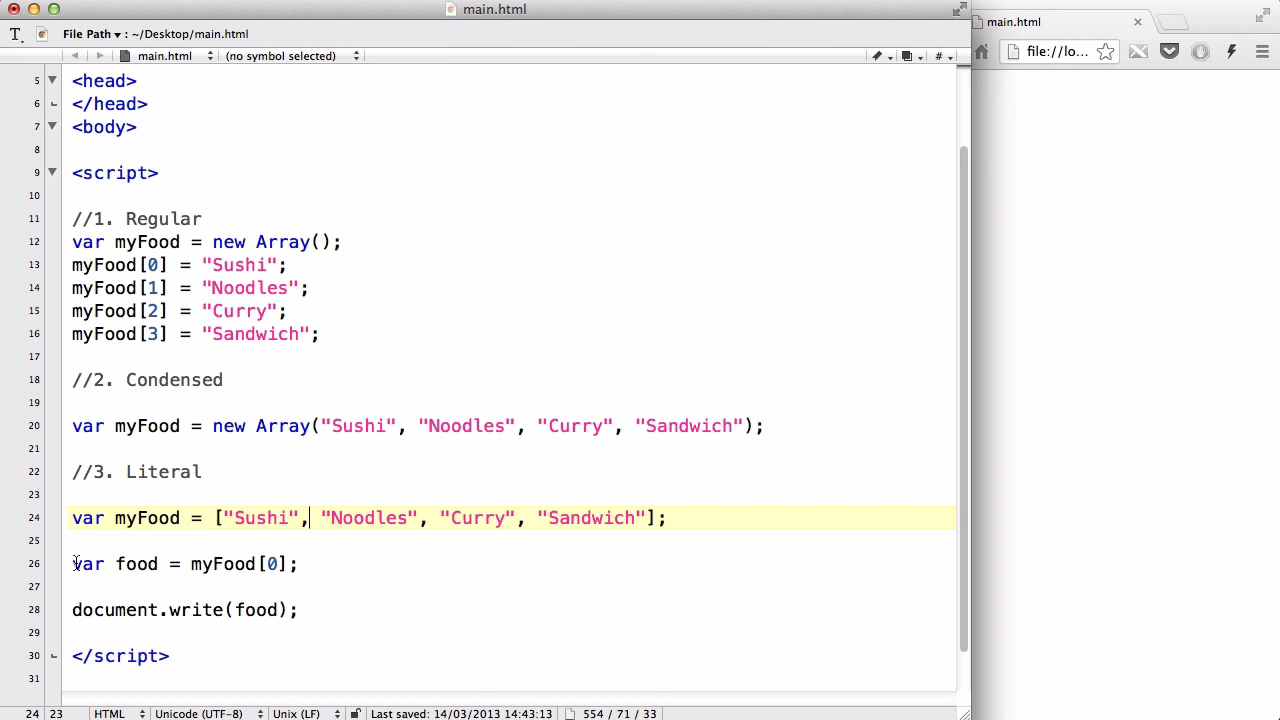 main.html
main.html
File Path : ~/Desktop/main.html
file://lo...
main.html (no symbol selected) #
5 <head>
6 </head>
7 <body>
8
9 <script>
10
11 //1. Regular
12 var myFood = new Array();
13 myFood[0] = "Sushi";
14 myFood[1] = "Noodles";
15 myFood[2] = "Curry";
16 myFood[3] = "Sandwich";
17
18 //2. Condensed
19
20 var myFood = new Array("Sushi", "Noodles", "Curry", "Sandwich");
21
22 //3. Literal
23
24 var myFood = ["Sushi", "Noodles", "Curry", "Sandwich"];
25
26 var food = myFood[0];
27
28 document.write(food);
29
30 </script>
31
24 23 HTML Unicode (UTF-8) Unix (LF) Last saved: 14/03/2013 14:43:13 554 / 71 / 33